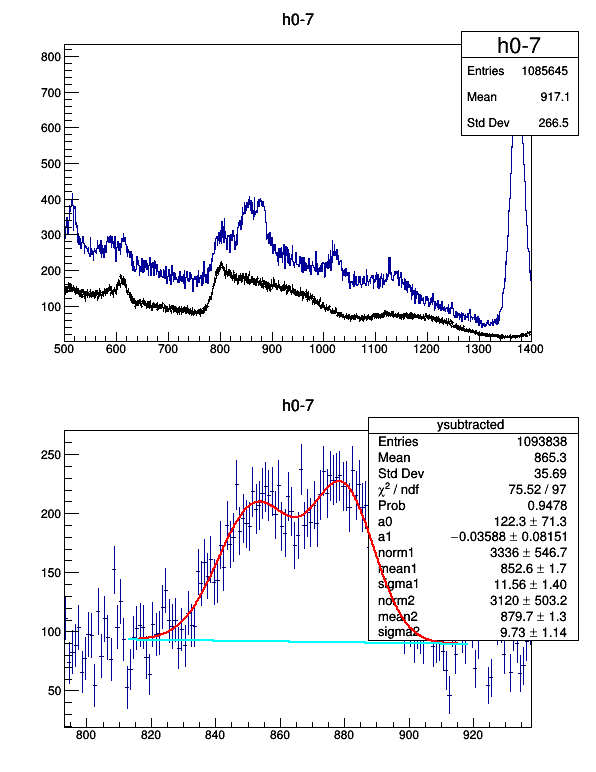 h0-7
h0-7
Entries 1085645
Mean 917.1
Std Dev 266.5
800
700
600
500
400
300
200
100
500 600 700 800 900 1000 1100 1200 1300 1400
h0-7
ysubtracted
Entries 1093838
Mean 865.3
Std Dev 35.69
χ² / ndf 75.52 / 97
Prob 0.9478
a0 122.3 ± 71.3
a1 −0.03588 ± 0.08151
norm1 3336 ± 546.7
mean1 852.6 ± 1.7
sigma1 11.56 ± 1.40
norm2 3120 ± 503.2
mean2 879.7 ± 1.3
sigma2 9.73 ± 1.14
250
200
150
100
50
800 820 840 860 880 900 920